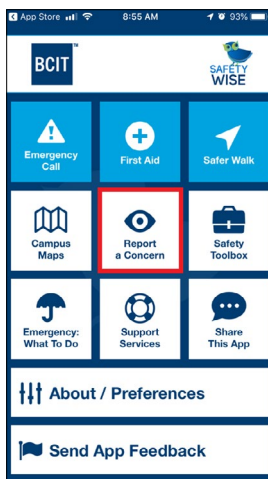 App Store 8:55 AM 93%
BCIT™
SAFETY
WISE
Emergency
Call
First Aid
Safer Walk
Campus
Maps
Report
a Concern
Safety
Toolbox
Emergency:
What To Do
Support
Services
Share
This App
About / Preferences
Send App Feedback